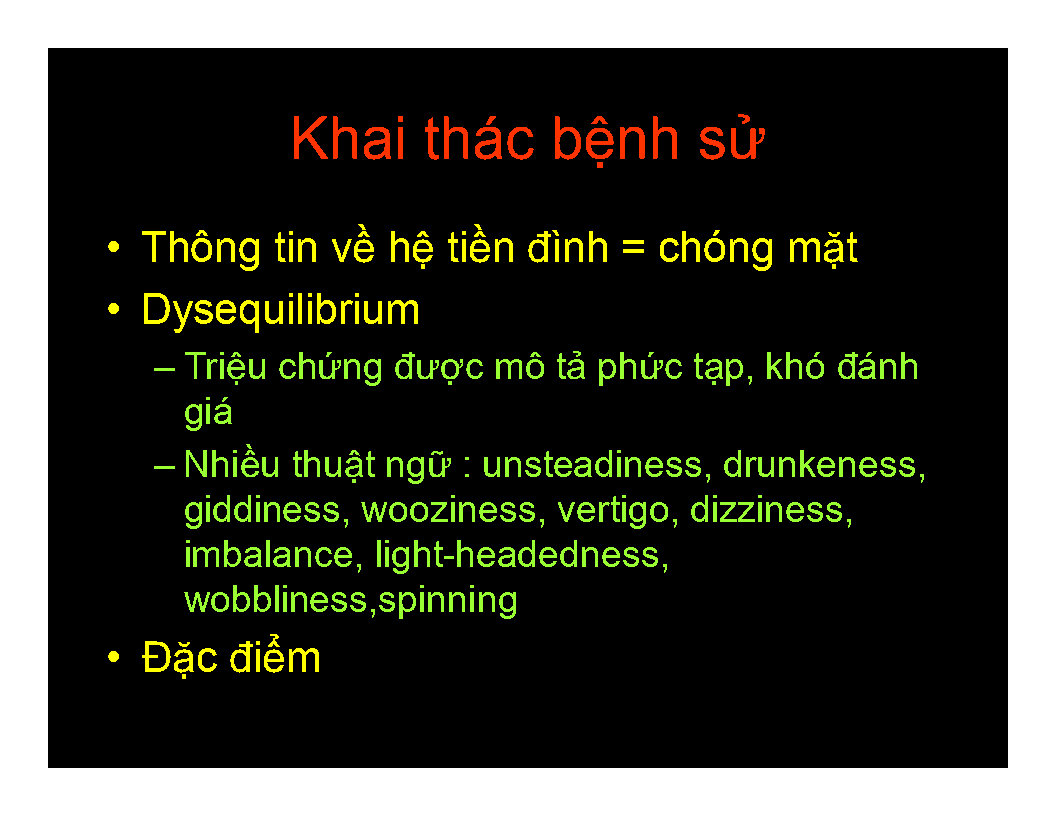 Khai thác bệnh sử
• Thông tin về hệ tiền đình = chóng mặt
• Dysequilibrium
– Triệu chứng được mô tả phức tạp, khó đánh
giá
– Nhiều thuật ngữ : unsteadiness, drunkeness,
giddiness, wooziness, vertigo, dizziness,
imbalance, light-headedness,
wobbliness,spinning
• Đặc điểm